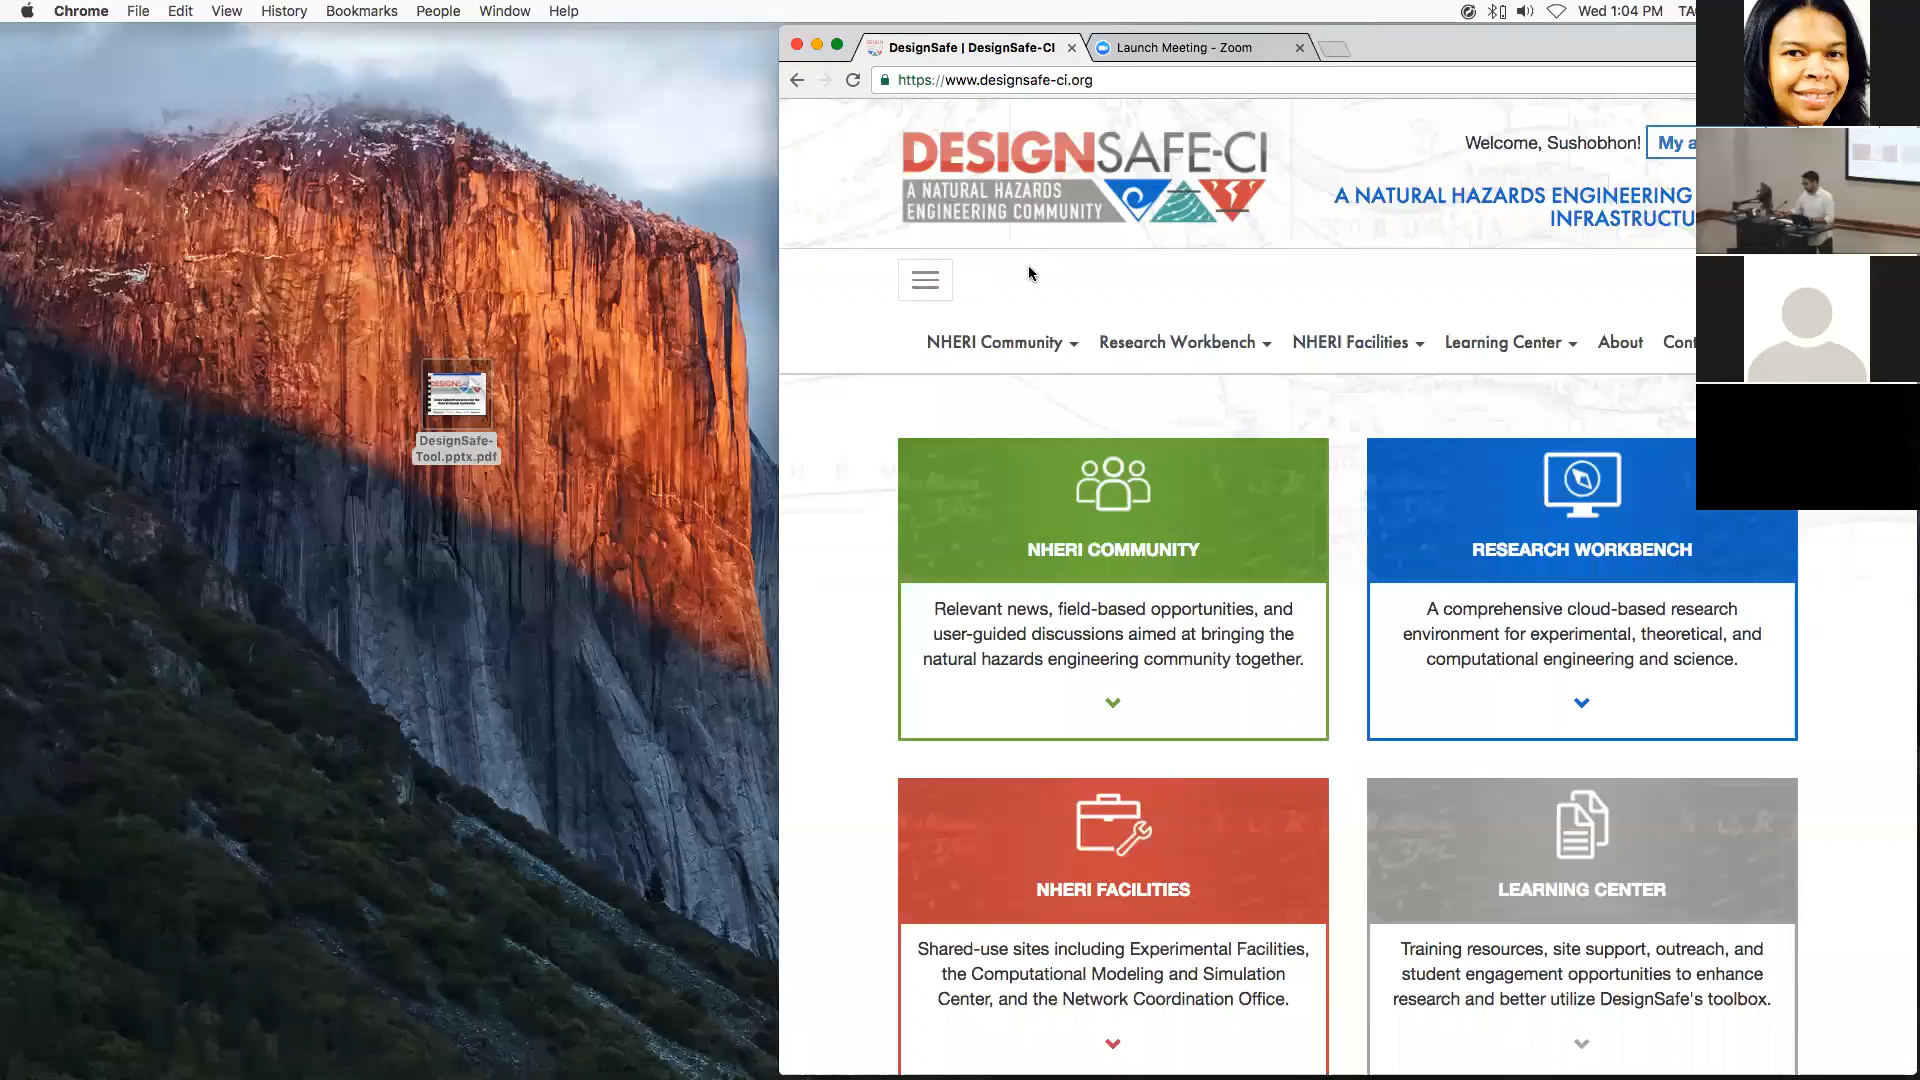 Chrome File Edit View History Bookmarks People Window Help
Wed 1:04 PM
DesignSafe | DesignSafe-CI
Launch Meeting - Zoom
https://www.designsafe-ci.org
DESIGNSAFE-CI
A NATURAL HAZARDS
ENGINEERING COMMUNITY
Welcome, Sushobhon!
My a
A NATURAL HAZARDS ENGINEERING
INFRASTRUCTU
NHERI Community Research Workbench NHERI Facilities Learning Center About Cont
DesignSafe-
Tool.pptx.pdf
NHERI COMMUNITY
Relevant news, field-based opportunities, and
user-guided discussions aimed at bringing the
natural hazards engineering community together.
RESEARCH WORKBENCH
A comprehensive cloud-based research
environment for experimental, theoretical, and
computational engineering and science.
NHERI FACILITIES
Shared-use sites including Experimental Facilities,
the Computational Modeling and Simulation
Center, and the Network Coordination Office.
LEARNING CENTER
Training resources, site support, outreach, and
student engagement opportunities to enhance
research and better utilize DesignSafe's toolbox.